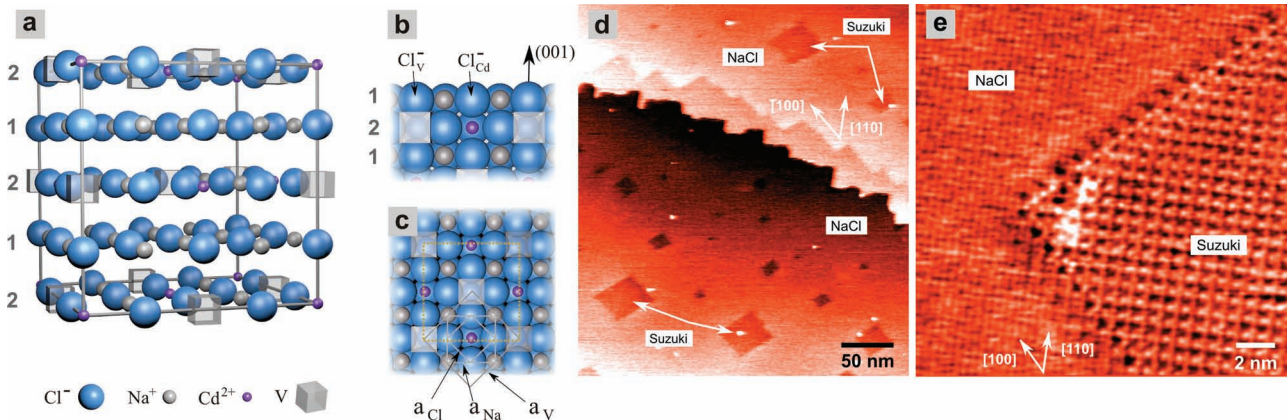 a
2
1
2
1
2
Cl⁻
Na⁺
Cd²⁺
V
b
Cl⁻V
Cl⁻Cd
(001)
1
2
1
c
aCl
aNa
aV
d
Suzuki
NaCl
[100]
[110]
NaCl
Suzuki
50 nm
e
NaCl
Suzuki
[100]
[110]
2 nm